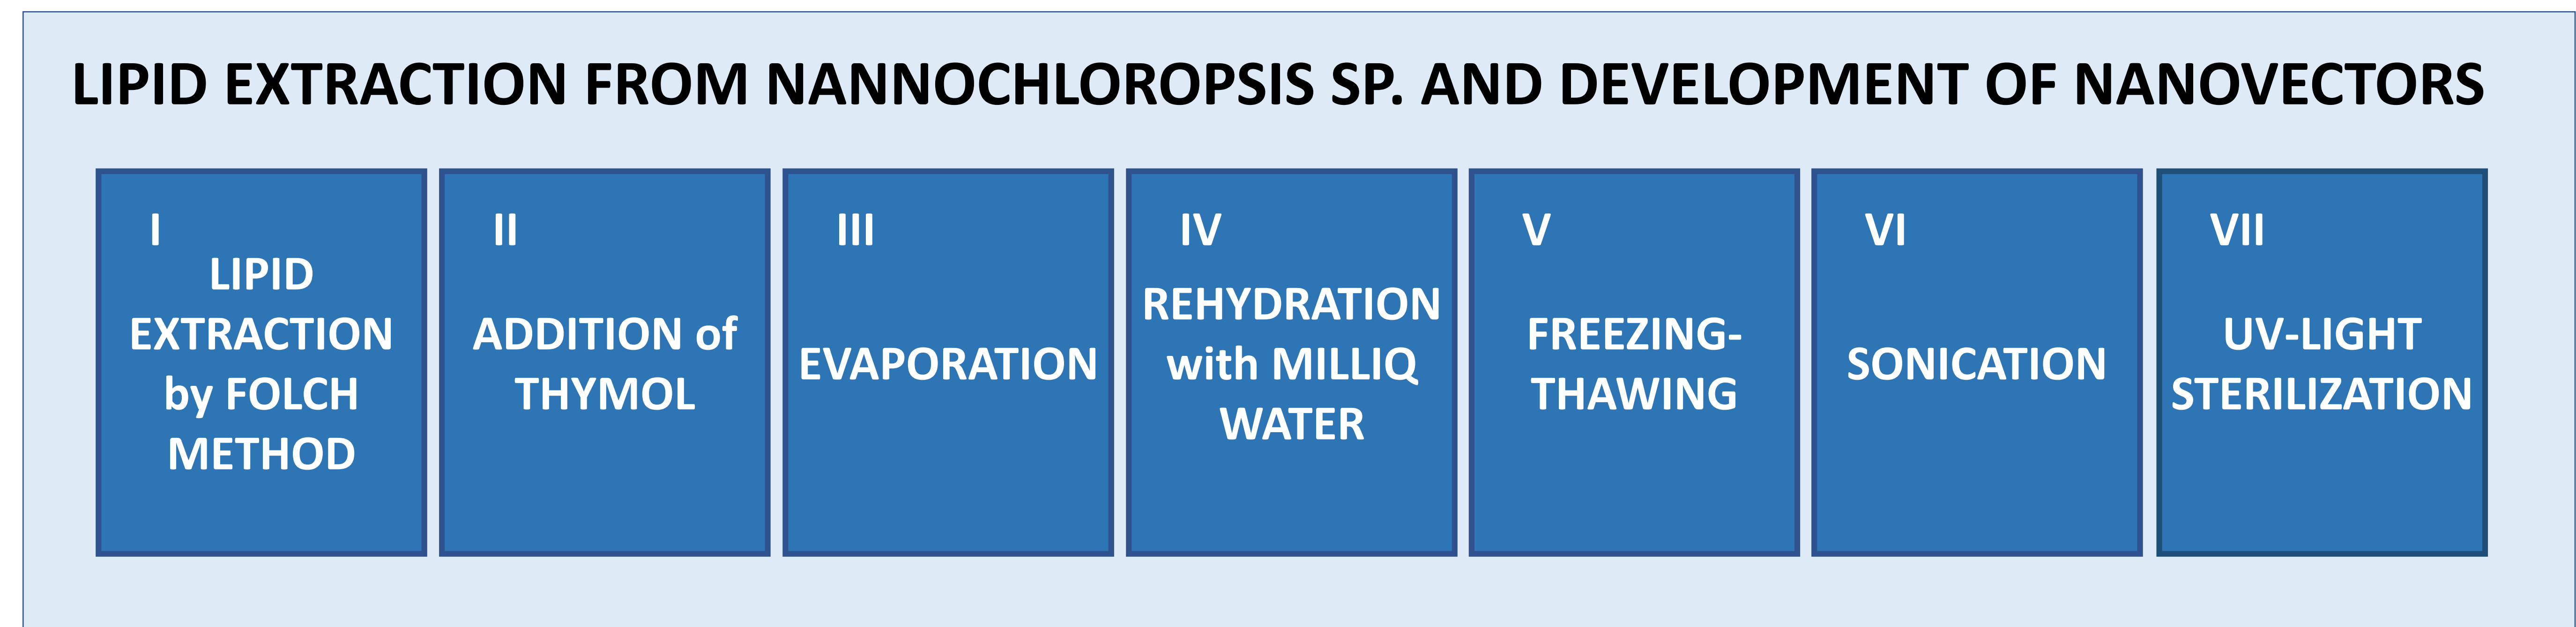 LIPID EXTRACTION FROM NANNOCHLOROPSIS SP. AND DEVELOPMENT OF NANOVECTORS
I
LIPID
EXTRACTION
by FOLCH
METHOD
II
ADDITION of
THYMOL
III
EVAPORATION
IV
REHYDRATION
with MILLIQ
WATER
V
FREEZING-
THAWING
VI
SONICATION
VII
UV-LIGHT
STERILIZATION